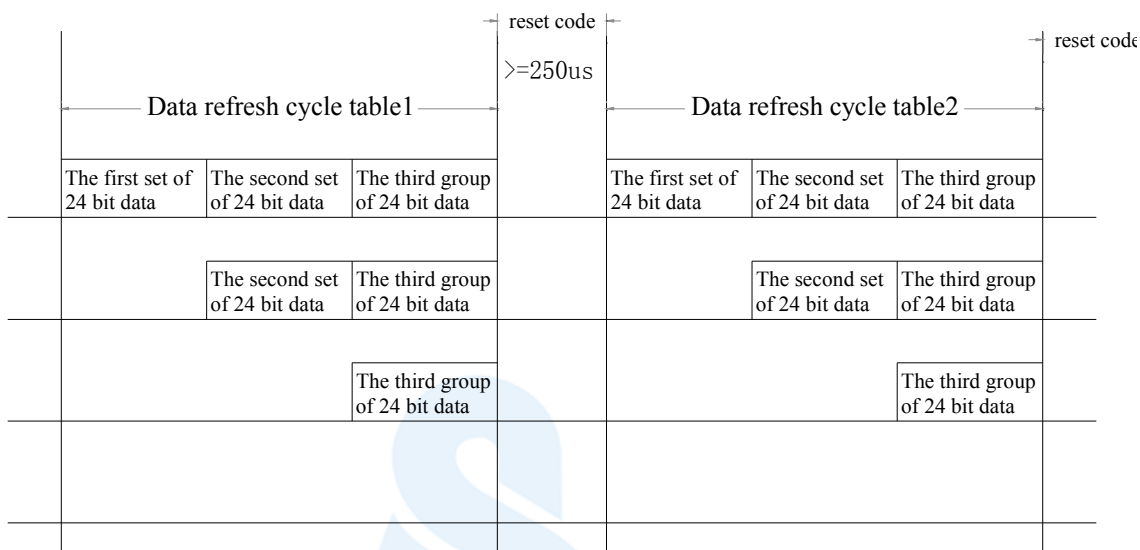 reset code
reset code
>=250us
Data refresh cycle table1
Data refresh cycle table2
The first set of
24 bit data
The second set
of 24 bit data
The third group
of 24 bit data
The first set of
24 bit data
The second set
of 24 bit data
The third group
of 24 bit data
The second set
of 24 bit data
The third group
of 24 bit data
The second set
of 24 bit data
The third group
of 24 bit data
The third group
of 24 bit data
The third group
of 24 bit data